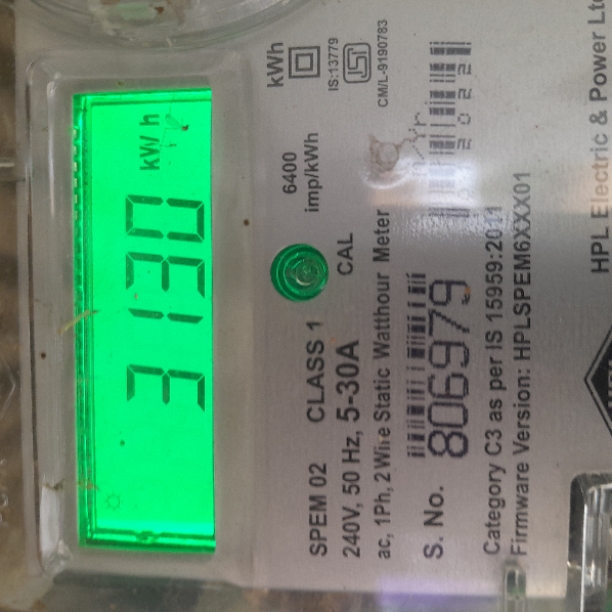 3130 kWh
kWh
IS:13779
CM/L-9190783
6400
imp/kWh
CAL
SPEM 02 CLASS 1
240V, 50 Hz, 5-30A
ac, 1Ph, 2 Wire Static Watthour Meter
S. No. 806979
Category C3 as per IS 15959:2011
Firmware Version: HPLSPEM6XXX01
HPL Electric & Power Ltd